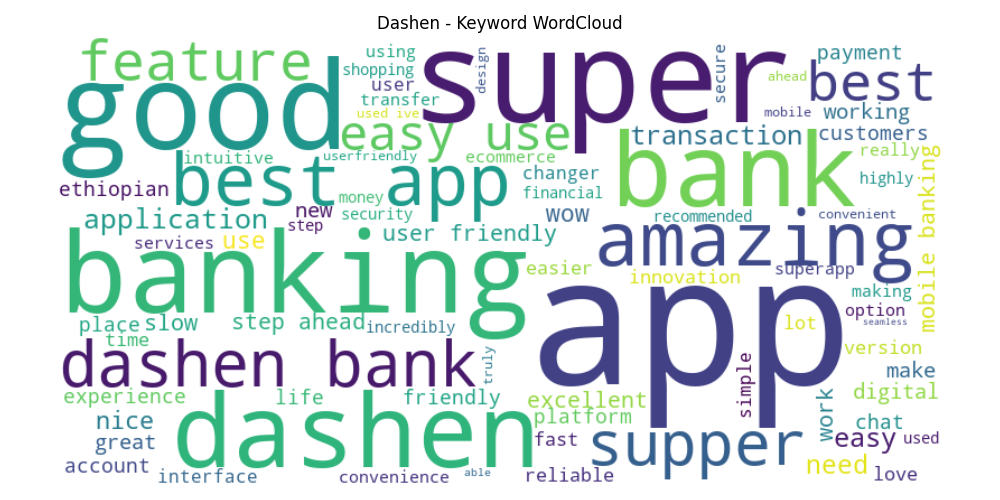 Dashen - Keyword WordCloud
feature
using
shopping
user
transfer
used ive
super
design
secure
ahead
mobile
payment
best
working
customers
good
easy use
transaction
bank
really
highly
mobile banking
intuitive
userfriendly
ecommerce
ethiopian
best app
changer
financial
money
security
new
step
wow
recommended
convenient
application
services
use
user friendly
amazing
banking
easier
innovation
superapp
making
option
seamless
app
lot
place
slow
step ahead
incredibly
time
version
dashen bank
truly
simple
make
experience
life
friendly
excellent
platform
digital
nice
dashen
work
chat
great
fast
supper
easy
used
account
interface
convenience
able
reliable
need
love